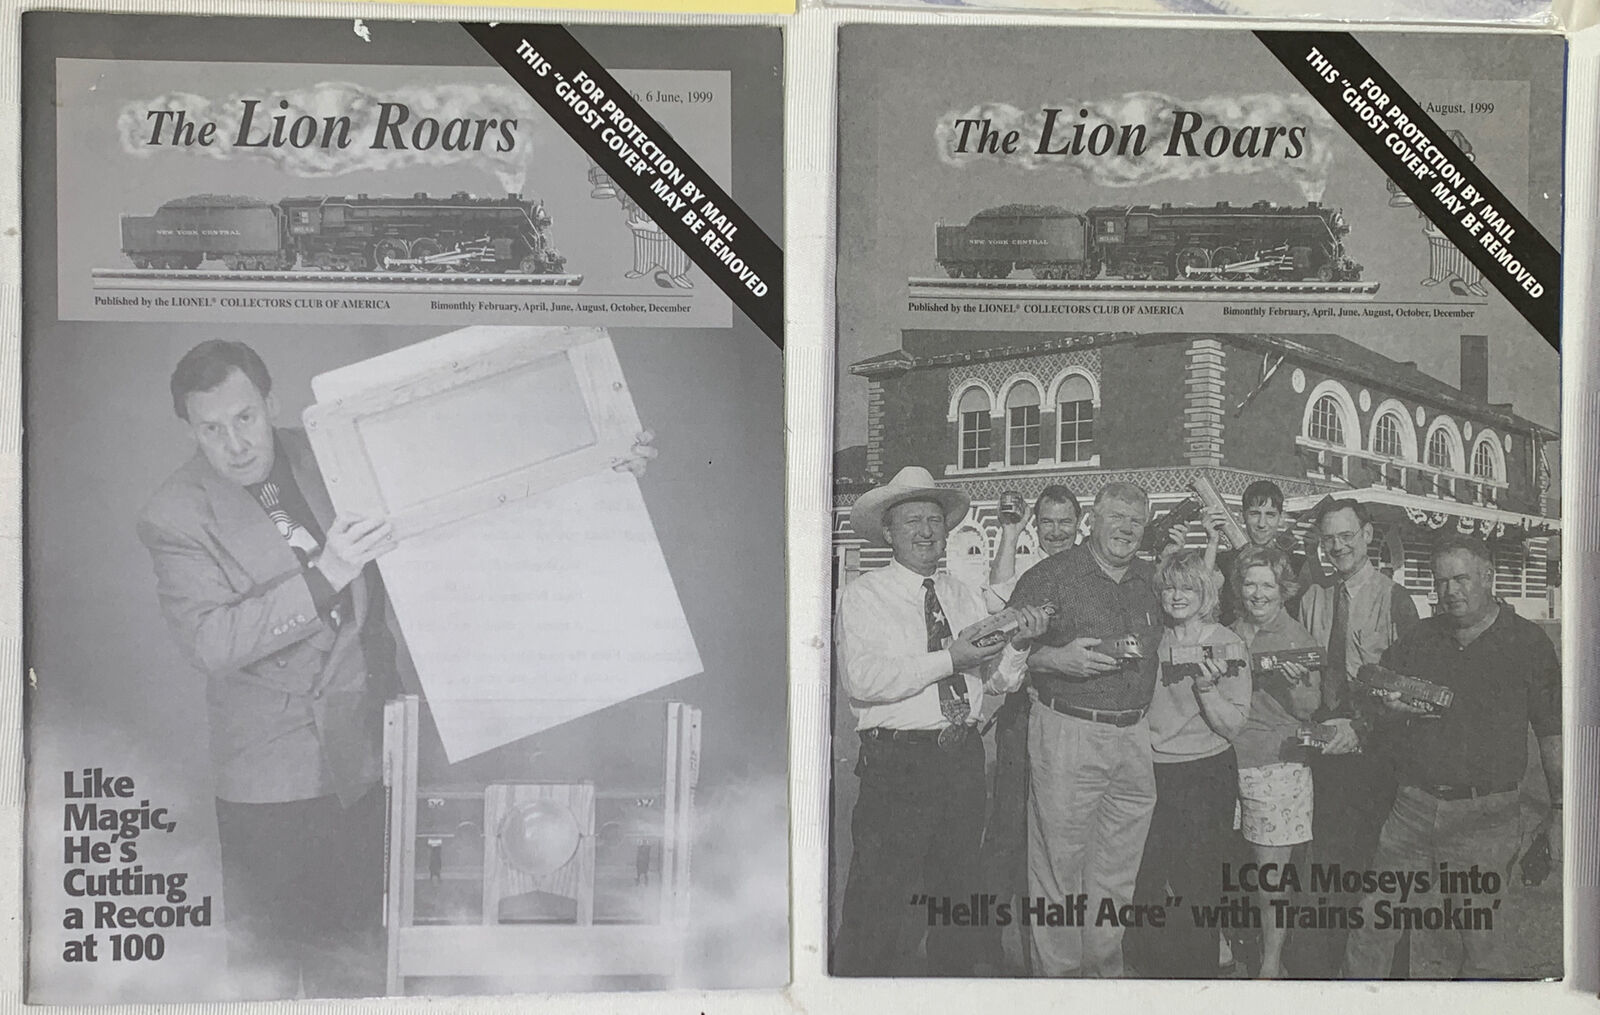 FOR PROTECTION BY MAIL
THIS "GHOST COVER" MAY BE REMOVED
No. 6 June, 1999
The Lion Roars
NEW YORK CENTRAL
Published by the LIONEL® COLLECTORS CLUB OF AMERICA
Bimonthly February, April, June, August, October, December
Like
Magic,
He's
Cutting
a Record
at 100
FOR PROTECTION BY MAIL
THIS "GHOST COVER" MAY BE REMOVED
August, 1999
The Lion Roars
NEW YORK CENTRAL
Published by the LIONEL® COLLECTORS CLUB OF AMERICA
Bimonthly February, April, June, August, October, December
LCCA Moseys into
"Hell's Half Acre" with Trains Smokin'